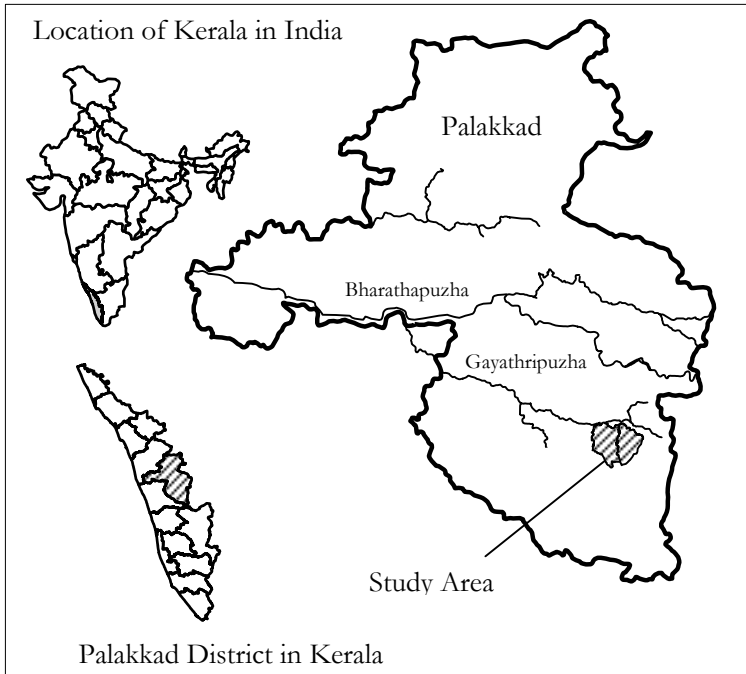 Location of Kerala in India
Palakkad
Bharathapuzha
Gayathripuzha
Study Area
Palakkad District in Kerala